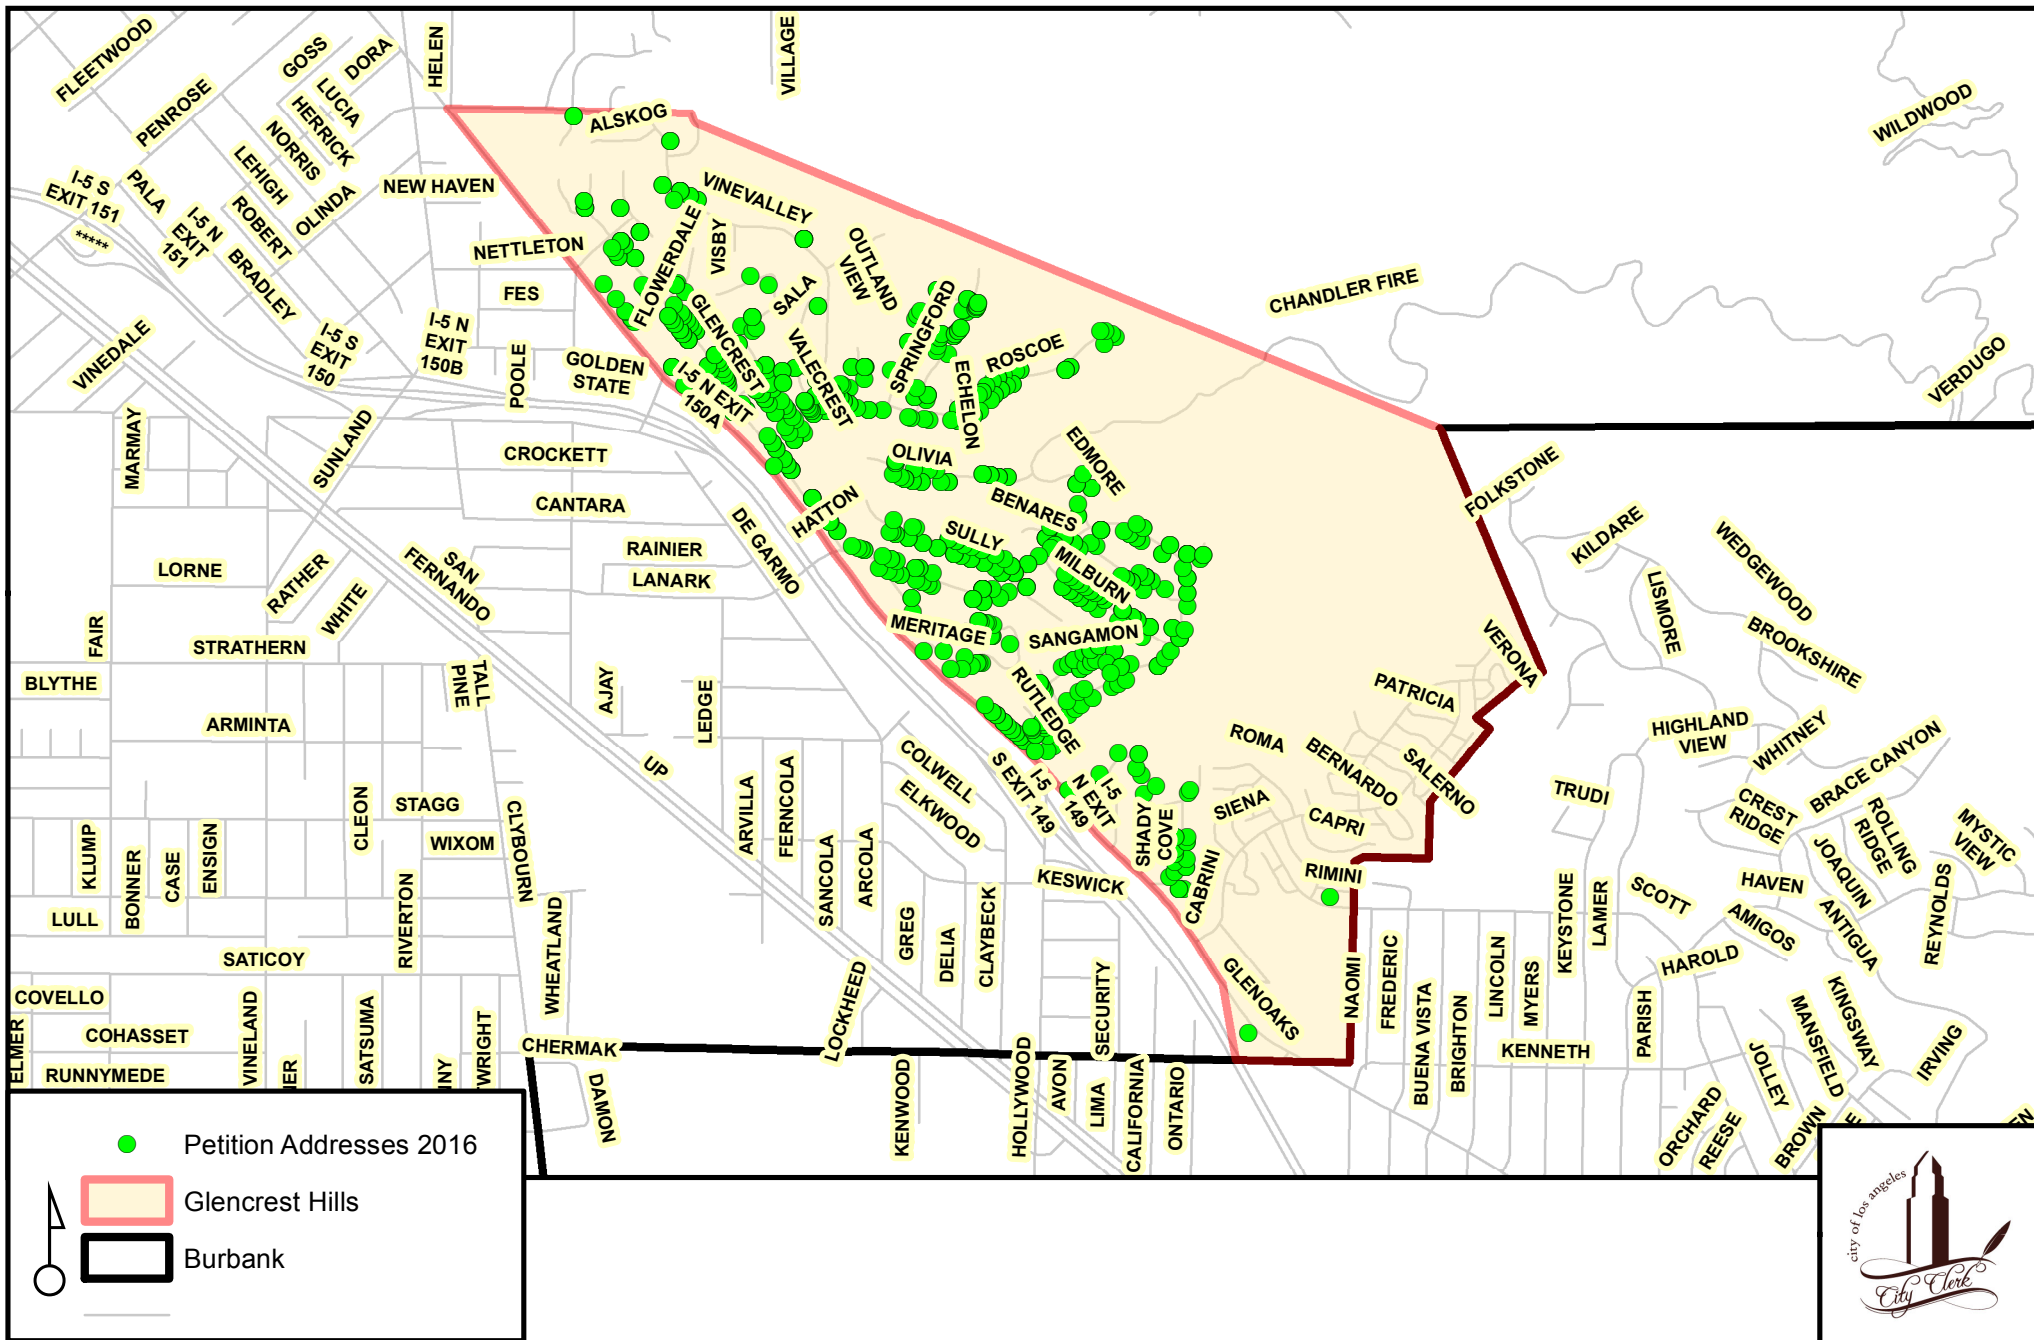 FLEETWOOD
GOSS
DORA
HELEN
VILLAGE
PENROSE
LUCIA
HERRICK
NORRIS
LEHIGH
ALSKOG
WILDWOOD
I-5 S
EXIT 151
*****
PALA
I-5 N
EXIT
151
ROBERT
OLINDA
BRADLEY
NEW HAVEN
NETTLETON
VINEVALLEY
FLOWERDALE
VISBY
OUTLAND
VIEW
SALA
FES
GLENCREST
SPRINGFORD
CHANDLER FIRE
VINEDALE
I-5 S
EXIT
150
I-5 N
EXIT
150B
POOLE
GOLDEN
STATE
I-5 N EXIT
150A
VALECREST
ECHELON
ROSCOE
VERDUGO
MARMAY
SUNLAND
CROCKETT
CANTARA
OLIVIA
EDMORE
FOLKSTONE
HATTON
BENARES
SULLY
MILBURN
DE GARMO
KILDARE
WEDGEWOOD
LORNE
RATHER
WHITE
SAN
FERNANDO
RAINIER
LANARK
LISMORE
FAIR
STRATHERN
MERITAGE
SANGAMON
VERONA
BROOKSHIRE
BLYTHE
TALL
PINE
AJAY
LEDGE
RUTLEDGE
PATRICIA
ARMINTA
ROMA
BERNARDO
SALERNO
HIGHLAND
VIEW
WHITNEY
BRACE CANYON
UP
COLWELL
ELKWOOD
I-5
S EXIT 149
I-5
N EXIT
149
SHADY
COVE
SIENA
CAPRI
TRUDI
CREST
RIDGE
ROLLING
RIDGE
MYSTIC
VIEW
STAGG
CLEON
WIXOM
CLYBOURN
ARVILLA
FERNCOLA
SANCOLA
ARCOLA
KLUMP
BONNER
CASE
ENSIGN
KESWICK
CABRINI
RIMINI
JOAQUIN
HAVEN
SCOTT
AMIGOS
ANTIGUA
REYNOLDS
LULL
RIVERTON
WHEATLAND
GREG
DELIA
CLAYBECK
KEYSTONE
LAMER
SATICOY
LOCKHEED
SECURITY
GLENOAKS
NAOMI
FREDERIC
BUENA VISTA
BRIGHTON
LINCOLN
MYERS
HAROLD
PARISH
MANSFIELD
KINGSWAY
IRVING
COVELLO
ELMER
COHASSET
RUNNYMEDE
VINELAND
SATSUMA
WRIGHT
CHERMAK
DAMON
KENWOOD
HOLLYWOOD
AVON
LIMA
CALIFORNIA
ONTARIO
KENNETH
JOLLEY
ORCHARD
REESE
BROWN
Petition Addresses 2016
Glencrest Hills
Burbank
city of los angeles
City Clerk